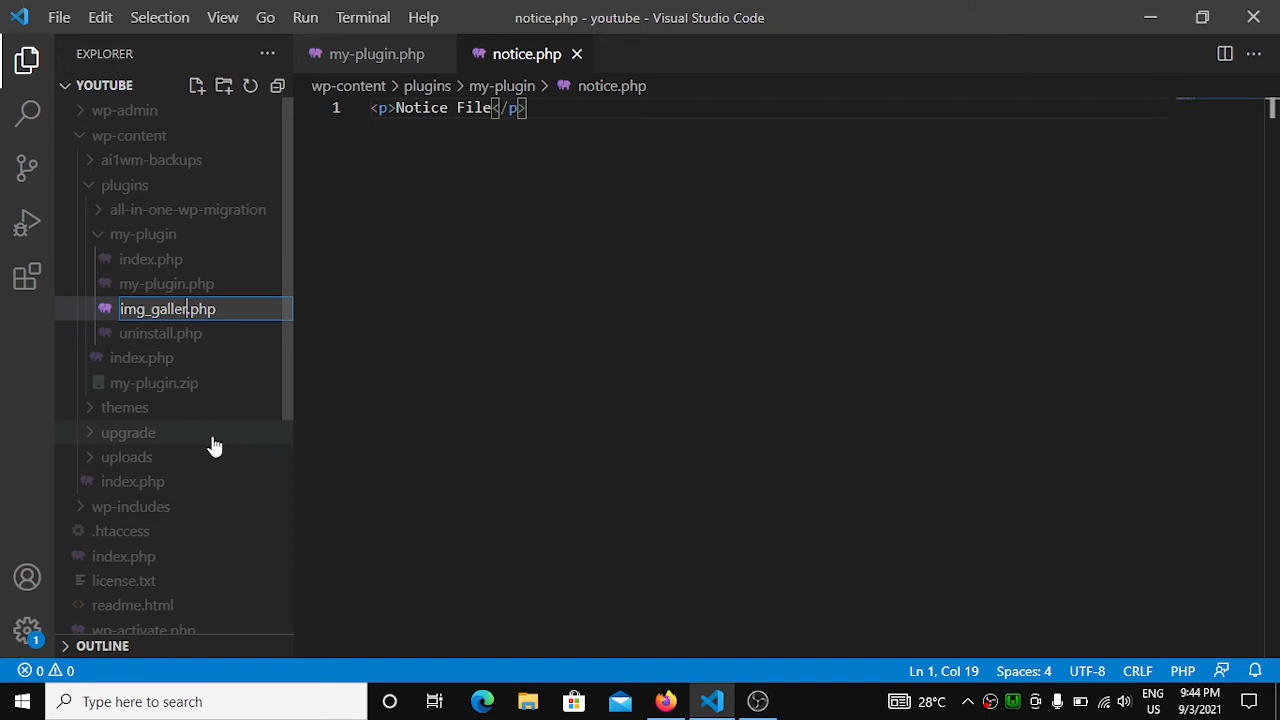 File Edit Selection View Go Run Terminal Help notice.php - youtube - Visual Studio Code
EXPLORER
my-plugin.php notice.php
YOUTUBE
wp-content > plugins > my-plugin > notice.php
1 <p>Notice File</p>
wp-admin
wp-content
ai1wm-backups
plugins
all-in-one-wp-migration
my-plugin
index.php
my-plugin.php
img_galler.php
uninstall.php
index.php
my-plugin.zip
themes
upgrade
uploads
index.php
wp-includes
.htaccess
index.php
license.txt
readme.html
wp-activate.php
1
OUTLINE
0 0 Ln 1, Col 19 Spaces: 4 UTF-8 CRLF PHP
Type here to search
28°C
ENG
US
9:44 PM
9/3/2021